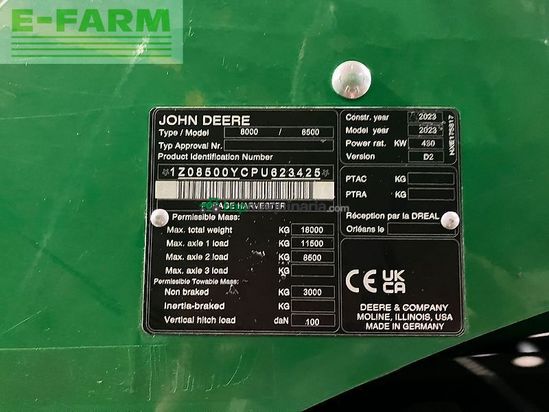 E-FARM
JOHN DEERE
Type / Model 8000 / 8500
Typ Approval Nr.
Product Identification Number
*1Z08500YCPU623425*
FORAGE HARVESTER
Permissible Mass:
Max. total weight KG 16000
Max. axle 1 load KG 11500
Max. axle 2 load KG 8500
Max. axle 3 load KG
Permissible Towable Mass:
Non braked KG 3000
Inertia-braked KG
Vertical hitch load daN 100
Constr. year 2023
Model year 2023
Power rat. KW 430
Version D2
PTAC KG
PTRA KG
Réception par la DREAL
Orléans le
CE UK CA
DEERE & COMPANY
MOLINE, ILLINOIS, USA
MADE IN GERMANY